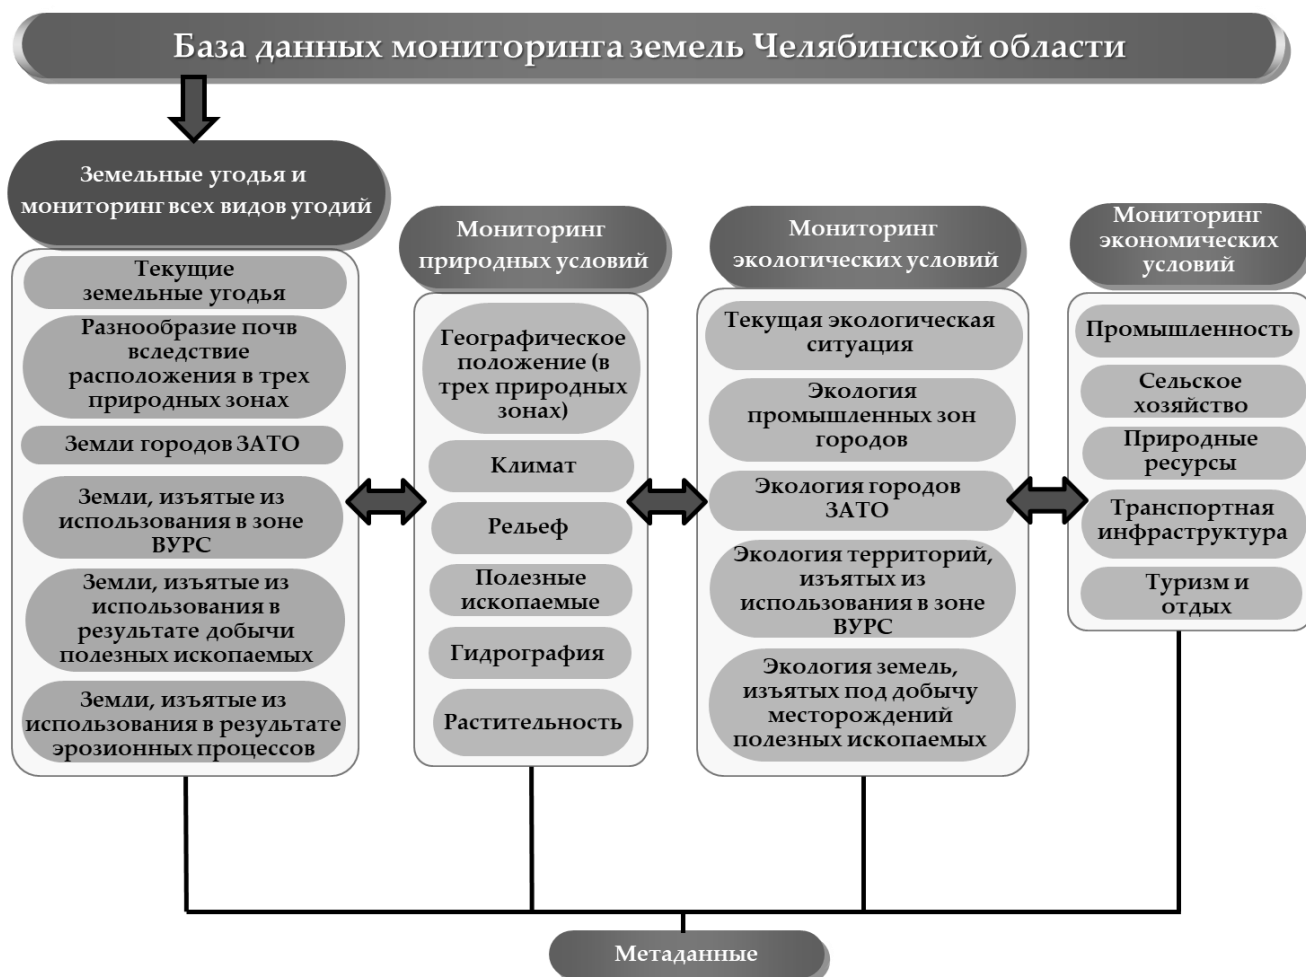 База данных мониторинга земель Челябинской области
Земельные угодья и
мониторинг всех видов угодий
Текущие
земельные угодья
Разнообразие почв
вследствие
расположения в трех
природных зонах
Земли городов ЗАТО
Земли, изъятые из
использования в зоне
ВУРС
Земли, изъятые из
использования в
результате добычи
полезных ископаемых
Земли, изъятые из
использования в результате
эрозионных процессов
Мониторинг
природных условий
Географическое
положение (в
трех природных
зонах)
Климат
Рельеф
Полезные
ископаемые
Гидрография
Растительность
Мониторинг
экологических условий
Текущая экологическая
ситуация
Экология
промышленных зон
городов
Экология городов
ЗАТО
Экология территорий,
изъятых из
использования в зоне
ВУРС
Экология земель,
изъятых под добычу
месторождений
полезных ископаемых
Мониторинг
экономических
условий
Промышленность
Сельское
хозяйство
Природные
ресурсы
Транспортная
инфраструктура
Туризм и
отдых
Метаданные